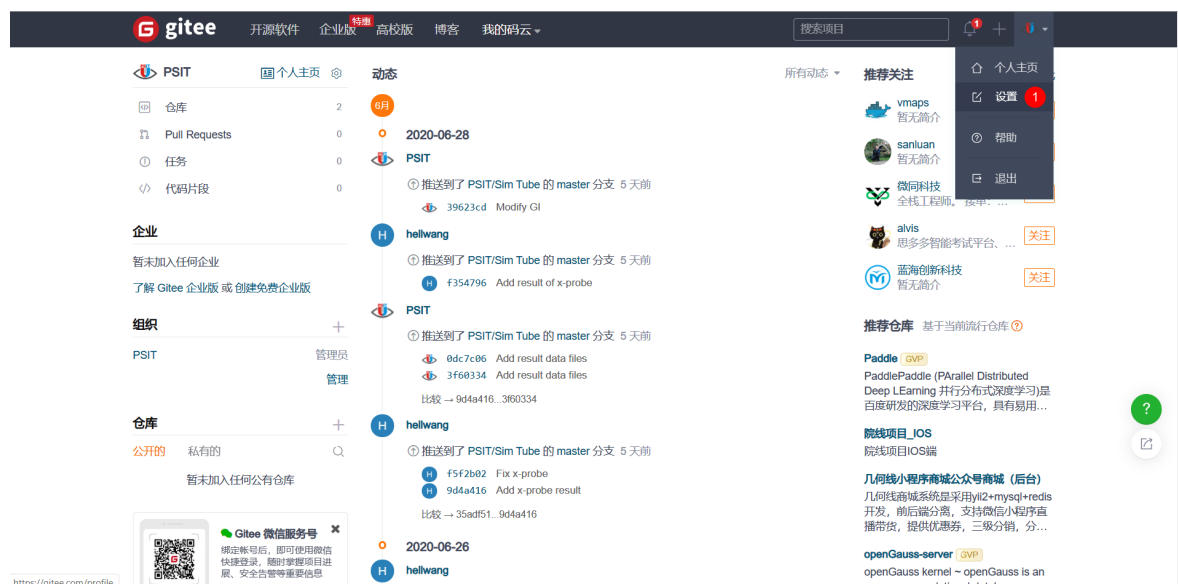 gitee
开源软件 企业版 特惠 高校版 博客 我的码云
搜索项目
1
PSIT 个人主页
仓库 2
Pull Requests 0
任务 0
代码片段 0
企业
暂未加入任何企业
了解 Gitee 企业版 或 创建免费企业版
组织
PSIT 管理员
管理
仓库
公开的 私有的
暂未加入任何公有仓库
Gitee 微信服务号
绑定帐号后，即可使用微信
快捷登录，随时掌握项目进
展、安全告警等重要信息
动态 所有动态
6月
2020-06-28
PSIT
推送到了 PSIT/Sim Tube 的 master 分支 5 天前
39623cd Modify GI
H hellwang
推送到了 PSIT/Sim Tube 的 master 分支 5 天前
H f354796 Add result of x-probe
PSIT
推送到了 PSIT/Sim Tube 的 master 分支 5 天前
0dc7c06 Add result data files
3f60334 Add result data files
比较 → 9d4a416...3f60334
H hellwang
推送到了 PSIT/Sim Tube 的 master 分支 5 天前
H f5f2b02 Fix x-probe
H 9d4a416 Add x-probe result
比较 → 35adf51...9d4a416
2020-06-26
H hellwang
个人主页
设置 1
帮助
退出
推荐关注
vmaps
暂无简介
sanluan
暂无简介
微同科技
全栈工程师。 接单: ...
alvis
思多多智能考试平台、... 关注
蓝海创新科技
暂无简介 关注
推荐仓库 基于当前流行仓库
Paddle GVP
PaddlePaddle (PArallel Distributed
Deep LEarning 并行分布式深度学习)是
百度研发的深度学习平台，具有易用...
院线项目_IOS
院线项目IOS端
几何线小程序商城公众号商城（后台）
几何线商城系统是采用yii2+mysql+redis
开发，前后端分离，支持微信小程序直
播带货，提供优惠券，三级分销，分...
openGauss-server GVP
openGauss kernel ~ openGauss is an
?
https://gitee.com/profile